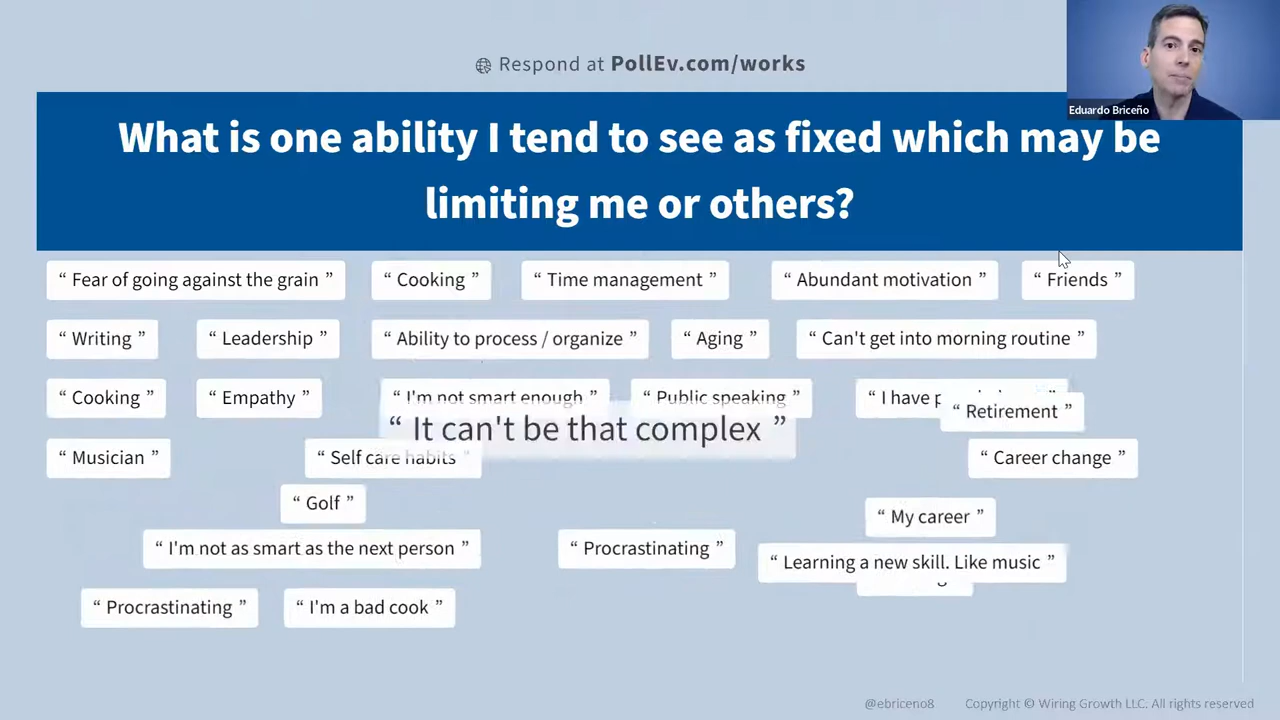 Respond at PollEv.com/works
Eduardo Briceño
What is one ability I tend to see as fixed which may be
limiting me or others?
“ Fear of going against the grain ” “ Cooking ” “ Time management ” “ Abundant motivation ” “ Friends ”
“ Writing ” “ Leadership ” “ Ability to process / organize ” “ Aging ” “ Can't get into morning routine ”
“ Cooking ” “ Empathy ” “ I'm not smart enough ” “ Public speaking ” “ I have
“ Retirement ”
“ It can't be that complex ”
“ Musician ” “ Self care habits ” “ Career change ”
“ Golf ”
“ My career ”
“ I'm not as smart as the next person ” “ Procrastinating ”
“ Learning a new skill. Like music ”
“ Procrastinating ” “ I'm a bad cook ”
@ebriceno8 Copyright © Wiring Growth LLC. All rights reserved